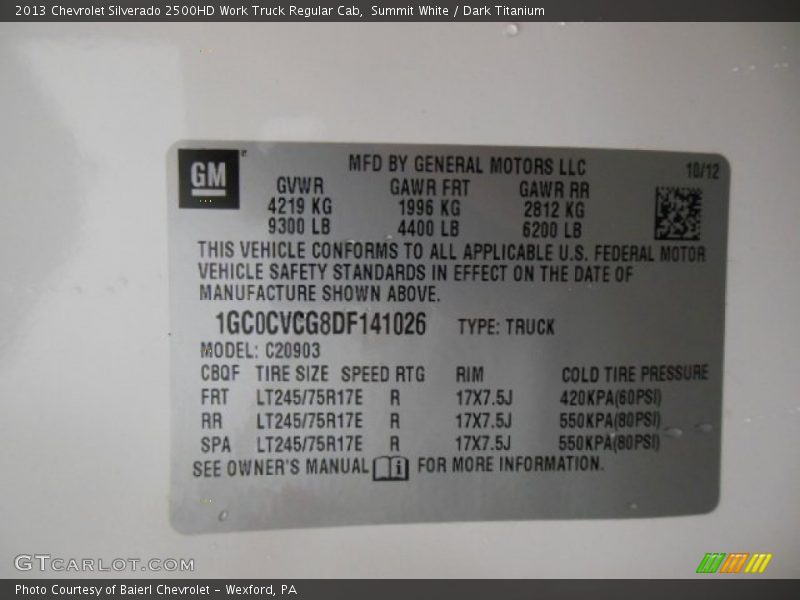 2013 Chevrolet Silverado 2500HD Work Truck Regular Cab, Summit White / Dark Titanium
GM
MFD BY GENERAL MOTORS LLC 10/12
GVWR GAWR FRT GAWR RR
4219 KG 1996 KG 2812 KG
9300 LB 4400 LB 6200 LB
THIS VEHICLE CONFORMS TO ALL APPLICABLE U.S. FEDERAL MOTOR
VEHICLE SAFETY STANDARDS IN EFFECT ON THE DATE OF
MANUFACTURE SHOWN ABOVE.
1GC0CVCG8DF141026 TYPE: TRUCK
MODEL: C20903
CBQF TIRE SIZE SPEED RTG RIM COLD TIRE PRESSURE
FRT LT245/75R17E R 17X7.5J 420KPA(60PSI)
RR LT245/75R17E R 17X7.5J 550KPA(80PSI)
SPA LT245/75R17E R 17X7.5J 550KPA(80PSI)
SEE OWNER'S MANUAL i FOR MORE INFORMATION.
GTCARLOT.COM
Photo Courtesy of Baierl Chevrolet - Wexford, PA